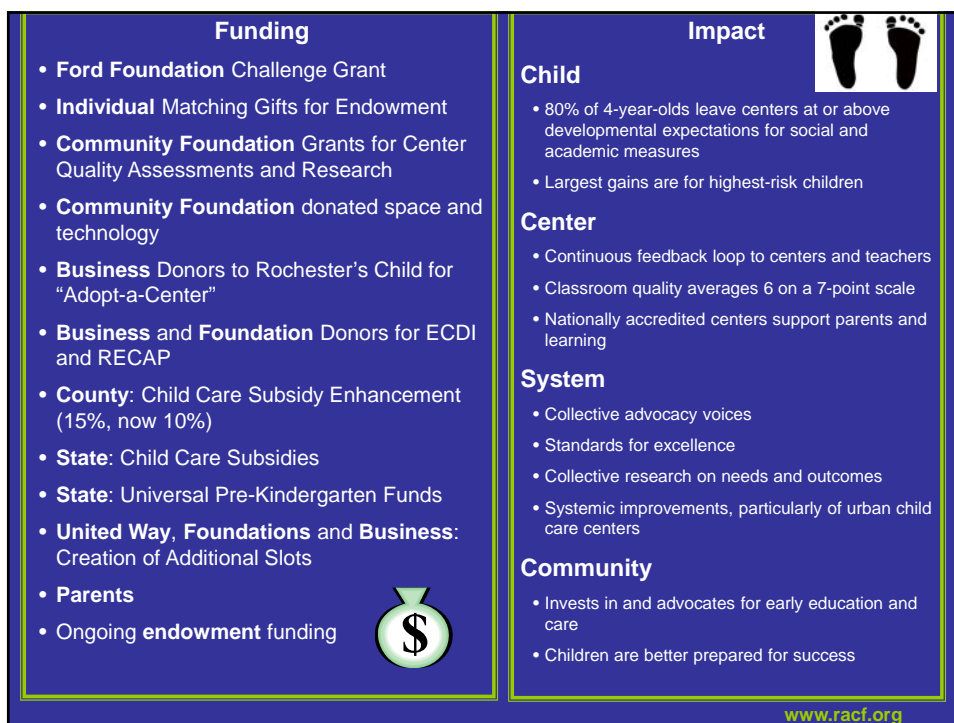 Funding
• Ford Foundation Challenge Grant
• Individual Matching Gifts for Endowment
• Community Foundation Grants for Center
Quality Assessments and Research
• Community Foundation donated space and
technology
• Business Donors to Rochester’s Child for
“Adopt-a-Center”
• Business and Foundation Donors for ECDI
and RECAP
• County: Child Care Subsidy Enhancement
(15%, now 10%)
• State: Child Care Subsidies
• State: Universal Pre-Kindergarten Funds
• United Way, Foundations and Business:
Creation of Additional Slots
• Parents
• Ongoing endowment funding
$
Impact
Child
• 80% of 4-year-olds leave centers at or above
developmental expectations for social and
academic measures
• Largest gains are for highest-risk children
Center
• Continuous feedback loop to centers and teachers
• Classroom quality averages 6 on a 7-point scale
• Nationally accredited centers support parents and
learning
System
• Collective advocacy voices
• Standards for excellence
• Collective research on needs and outcomes
• Systemic improvements, particularly of urban child
care centers
Community
• Invests in and advocates for early education and
care
• Children are better prepared for success
www.racf.org